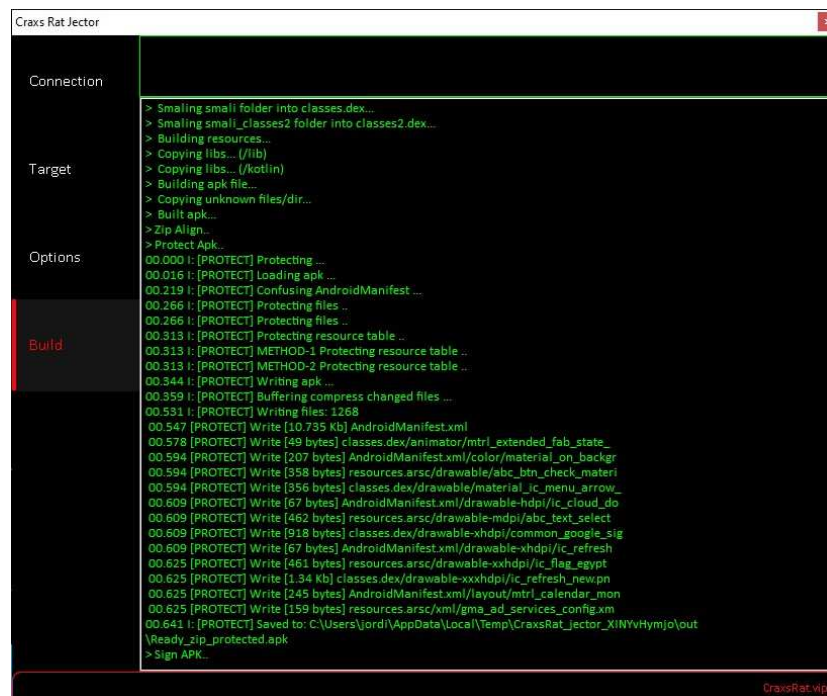 Craxs Rat Jector
x
Connection
Target
Options
Build
> Smaling smali folder into classes.dex...
> Smaling smali_classes2 folder into classes2.dex...
> Building resources...
> Copying libs... (/lib)
> Copying libs... (/kotlin)
> Building apk file...
> Copying unknown files/dir...
> Built apk...
>Zip Align..
>Protect Apk..
00.000 I: [PROTECT] Protecting ...
00.016 I: [PROTECT] Loading apk ...
00.219 I: [PROTECT] Confusing AndroidManifest ...
00.266 I: [PROTECT] Protecting files ..
00.266 I: [PROTECT] Protecting files ..
00.313 I: [PROTECT] Protecting resource table ..
00.313 I: [PROTECT] METHOD-1 Protecting resource table ..
00.313 I: [PROTECT] METHOD-2 Protecting resource table ..
00.344 I: [PROTECT] Writing apk ...
00.359 I: [PROTECT] Buffering compress changed files ...
00.531 I: [PROTECT] Writing files: 1268
00.547 [PROTECT] Write [10.735 Kb] AndroidManifest.xml
00.578 [PROTECT] Write [49 bytes] classes.dex/animator/mtrl_extended_fab_state_
00.594 [PROTECT] Write [207 bytes] AndroidManifest.xml/color/material_on_backgr
00.594 [PROTECT] Write [358 bytes] resources.arsc/drawable/abc_btn_check_materi
00.594 [PROTECT] Write [356 bytes] classes.dex/drawable/material_ic_menu_arrow_
00.609 [PROTECT] Write [67 bytes] AndroidManifest.xml/drawable-hdpi/ic_cloud_do
00.609 [PROTECT] Write [462 bytes] resources.arsc/drawable-mdpi/abc_text_select
00.609 [PROTECT] Write [918 bytes] classes.dex/drawable-xhdpi/common_google_sig
00.609 [PROTECT] Write [67 bytes] AndroidManifest.xml/drawable-xhdpi/ic_refresh
00.625 [PROTECT] Write [461 bytes] resources.arsc/drawable-xxhdpi/ic_flag_egypt
00.625 [PROTECT] Write [1.34 Kb] classes.dex/drawable-xxxhdpi/ic_refresh_new.pn
00.625 [PROTECT] Write [245 bytes] AndroidManifest.xml/layout/mtrl_calendar_mon
00.625 [PROTECT] Write [159 bytes] resources.arsc/xml/gma_ad_services_config.xm
00.641 I: [PROTECT] Saved to: C:\Users\jordi\AppData\Local\Temp\CraxsRat_jector_XINYvHymjo\out
\Ready_zip_protected.apk
> Sign APK..
CraxsRat.vip